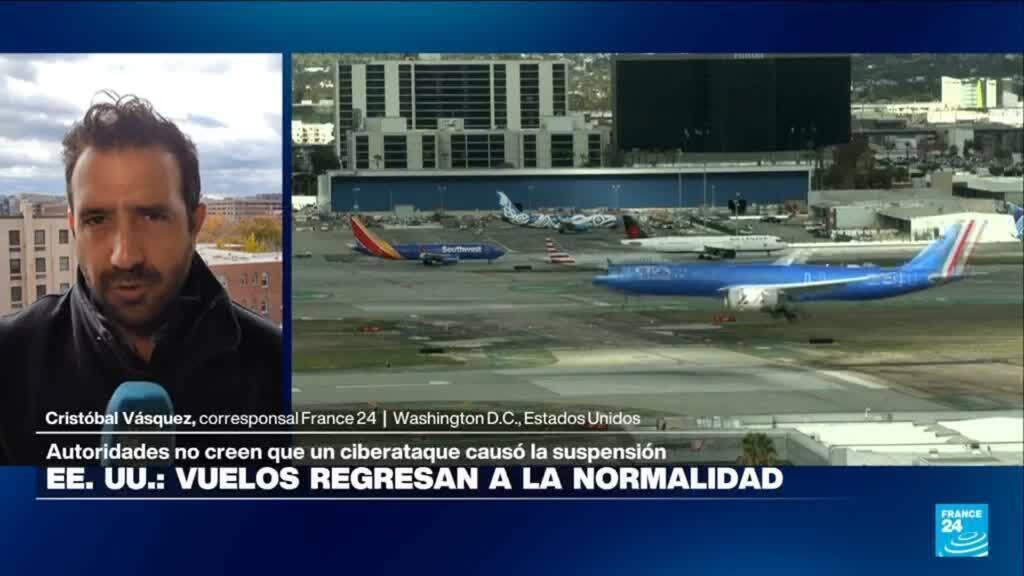 Southwest
Cristóbal Vásquez, corresponsal France 24 | Washington D.C., Estados Unidos
Autoridades no creen que un ciberataque causó la suspensión
EE. UU.: VUELOS REGRESAN A LA NORMALIDAD
FRANCE
24